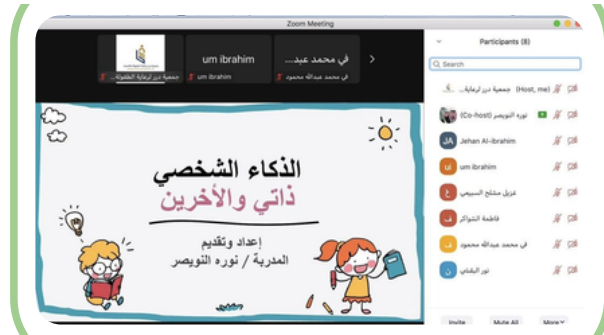 Zoom Meeting
um ibrahim
في محمد عبد...
جمعية درر لرعاية الطفولة...
um ibrahim
في محمد عبدالله محمود
الذكاء الشخصي
ذاتي والأخرين
إعداد وتقديم
المدربة / نوره النويصر
Participants (8)
Search
جمعية درر لرعاية... (Host, me)
نوره النويصر (Co-host)
JA Jehan Al-ibrahim
ui um ibrahim
غ غزيل مشلح السبيعي
ف فاطمة الشواكر
ف في محمد عبدالله محمود
ن نور البقشي
Invite Mute All More